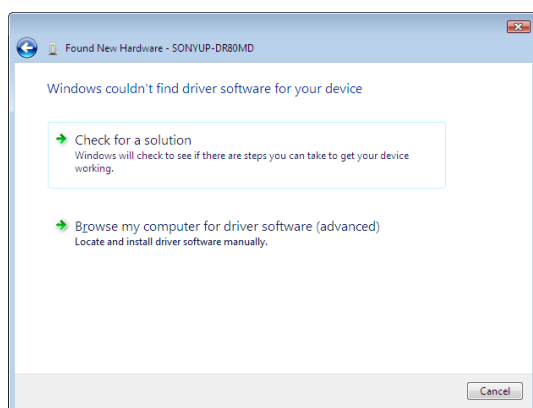 Found New Hardware - SONYUP-DR80MD
Windows couldn't find driver software for your device
Check for a solution
Windows will check to see if there are steps you can take to get your device
working.
Browse my computer for driver software (advanced)
Locate and install driver software manually.
Cancel